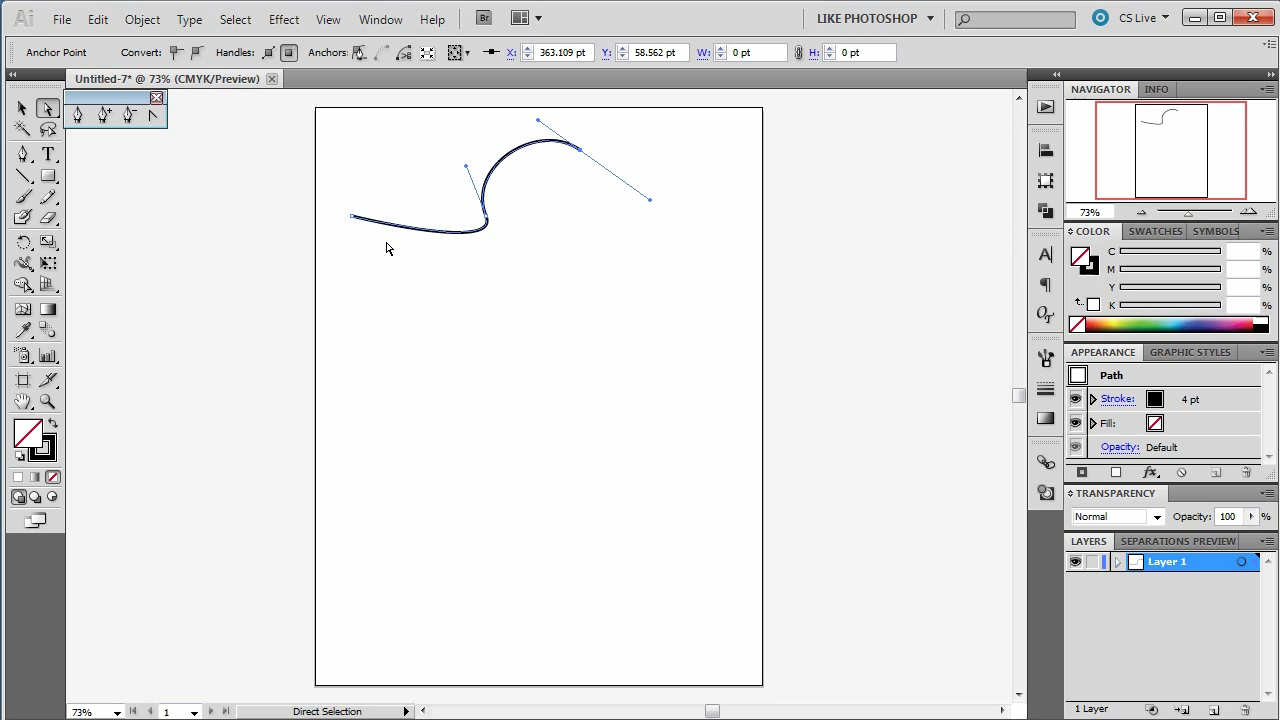 Ai File Edit Object Type Select Effect View Window Help Br LIKE PHOTOSHOP CS Live
Anchor Point Convert: Handles: Anchors: X: 363.109 pt Y: 58.562 pt W: 0 pt H: 0 pt
Untitled-7* @ 73% (CMYK/Preview)
NAVIGATOR INFO
73%
COLOR SWATCHES SYMBOLS
C %
M %
Y %
K %
APPEARANCE GRAPHIC STYLES
Path
Stroke: 4 pt
Fill:
Opacity: Default
fx
TRANSPARENCY
Normal Opacity: 100 %
LAYERS SEPARATIONS PREVIEW
Layer 1
1 Layer
73% 1 Direct Selection